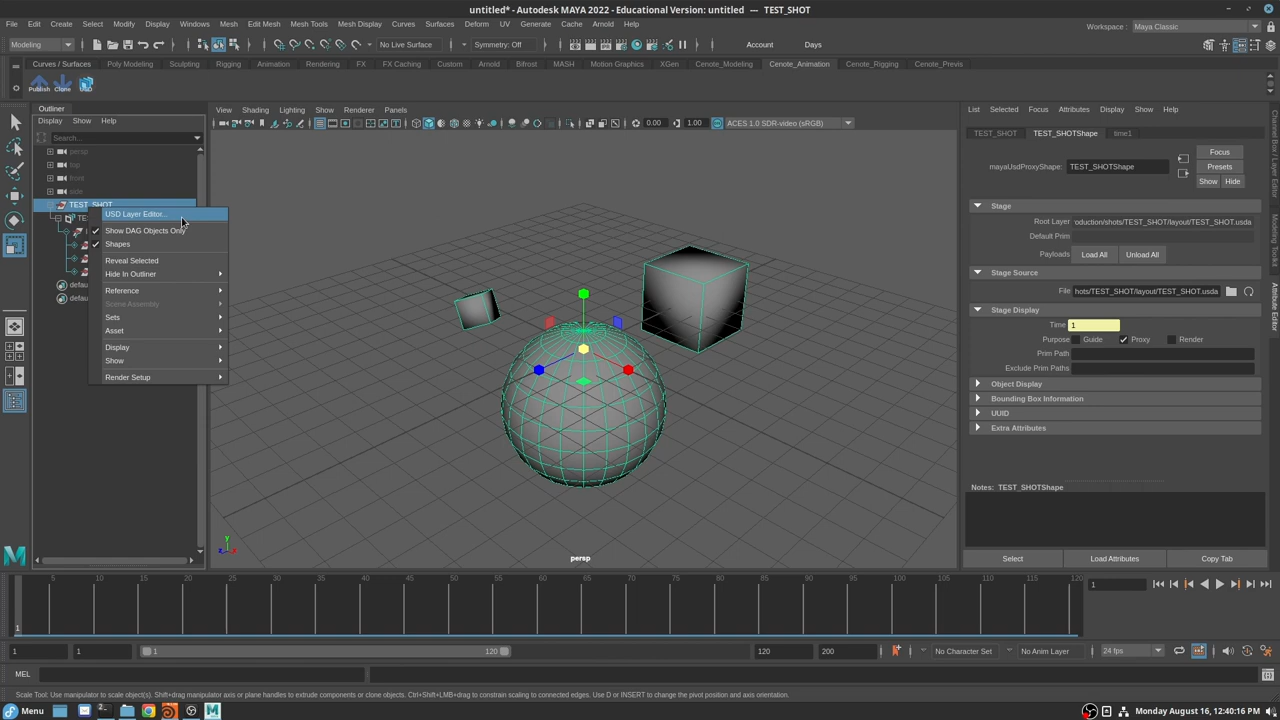 untitled* - Autodesk MAYA 2022 - Educational Version: untitled --- TEST_SHOT
File Edit Create Select Modify Display Windows Mesh Edit Mesh Mesh Tools Mesh Display Curves Surfaces Deform UV Generate Cache Arnold Help
Workspace : Maya Classic
Modeling No Live Surface Symmetry: Off Account Days
Curves / Surfaces Poly Modeling Sculpting Rigging Animation Rendering FX FX Caching Custom Arnold Bifrost MASH Motion Graphics XGen Cenote_Modeling Cenote_Animation Cenote_Rigging Cenote_Previs
Publish Clone USD
Outliner
Display Show Help
Search...
persp
top
front
side
TEST_SHOT
TE
defau
defau
USD Layer Editor...
Show DAG Objects Only
Shapes
Reveal Selected
Hide In Outliner
Reference
Scene Assembly
Sets
Asset
Display
Show
Render Setup
View Shading Lighting Show Renderer Panels
0.00 1.00 ACES 1.0 SDR-video (sRGB)
y
z x
persp
List Selected Focus Attributes Display Show Help
TEST_SHOT TEST_SHOTShape time1
Focus
mayaUsdProxyShape: TEST_SHOTShape Presets
Show Hide
Stage
Root Layer roduction/shots/TEST_SHOT/layout/TEST_SHOT.usda
Default Prim
Payloads Load All Unload All
Stage Source
File hots/TEST_SHOT/layout/TEST_SHOT.usda
Stage Display
Time 1
Purpose Guide Proxy Render
Prim Path
Exclude Prim Paths
Object Display
Bounding Box Information
UUID
Extra Attributes
Notes: TEST_SHOTShape
Select Load Attributes Copy Tab
Channel Box / Layer Editor
Modeling Toolkit
Attribute Editor
5 10 15 20 25 30 35 40 45 50 55 60 65 70 75 80 85 90 95 100 105 110 115 120
1
1
1 1 1 120 120 200 No Character Set No Anim Layer 24 fps
MEL
Scale Tool: Use manipulator to scale object(s). Shift+drag manipulator axis or plane handles to extrude components or clone objects. Ctrl+Shift+LMB+drag to constrain scaling to connected edges. Use D or INSERT to change the pivot position and axis orientation.
Menu Monday August 16, 12:40:16 PM